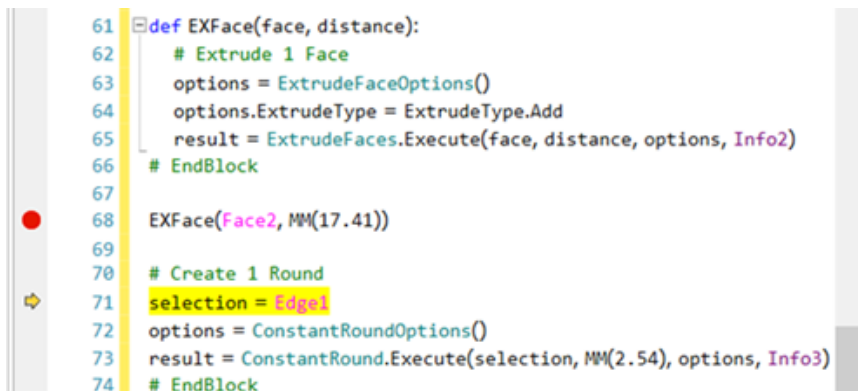 61 def EXFace(face, distance):
62 # Extrude 1 Face
63 options = ExtrudeFaceOptions()
64 options.ExtrudeType = ExtrudeType.Add
65 result = ExtrudeFaces.Execute(face, distance, options, Info2)
66 # EndBlock
67
68 EXFace(Face2, MM(17.41))
69
70 # Create 1 Round
71 selection = Edge1
72 options = ConstantRoundOptions()
73 result = ConstantRound.Execute(selection, MM(2.54), options, Info3)
74 # EndBlock